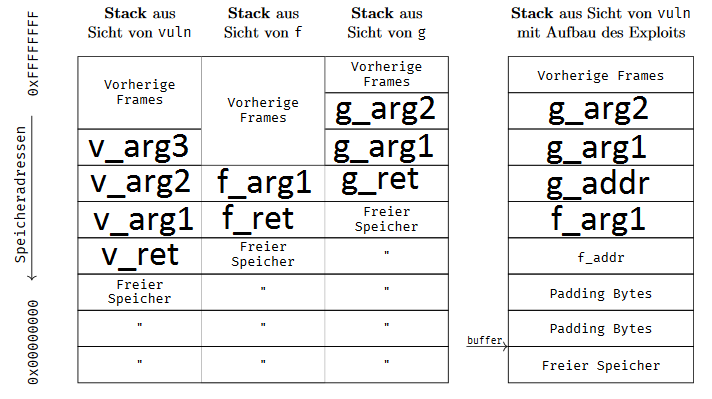 Stack aus
Sicht von vuln
Stack aus
Sicht von f
Stack aus
Sicht von g
Stack aus Sicht von vuln
mit Aufbau des Exploits
0xFFFFFFFF
Speicheradressen
0x00000000
Vorherige
Frames
v_arg3
v_arg2
v_arg1
v_ret
Freier
Speicher
"
"
Vorherige
Frames
f_arg1
f_ret
Freier
Speicher
"
"
"
Vorherige
Frames
g_arg2
g_arg1
g_ret
Freier
Speicher
"
"
"
"
buffer
Vorherige Frames
g_arg2
g_arg1
g_addr
f_arg1
f_addr
Padding Bytes
Padding Bytes
Freier Speicher